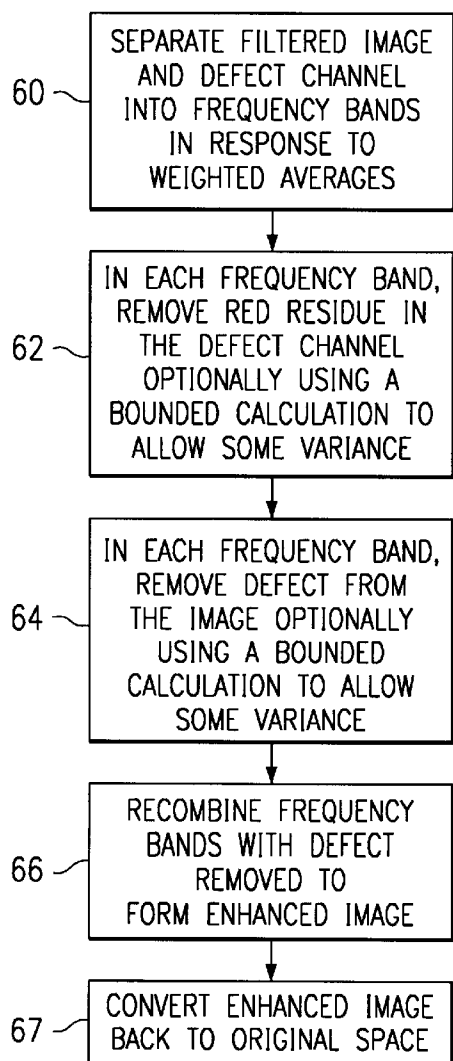 60
SEPARATE FILTERED IMAGE
AND DEFECT CHANNEL
INTO FREQUENCY BANDS
IN RESPONSE TO
WEIGHTED AVERAGES
62
IN EACH FREQUENCY BAND,
REMOVE RED RESIDUE IN
THE DEFECT CHANNEL
OPTIONALLY USING A
BOUNDED CALCULATION TO
ALLOW SOME VARIANCE
64
IN EACH FREQUENCY BAND,
REMOVE DEFECT FROM
THE IMAGE OPTIONALLY
USING A BOUNDED
CALCULATION TO ALLOW
SOME VARIANCE
66
RECOMBINE FREQUENCY
BANDS WITH DEFECT
REMOVED TO
FORM ENHANCED IMAGE
67
CONVERT ENHANCED IMAGE
BACK TO ORIGINAL SPACE